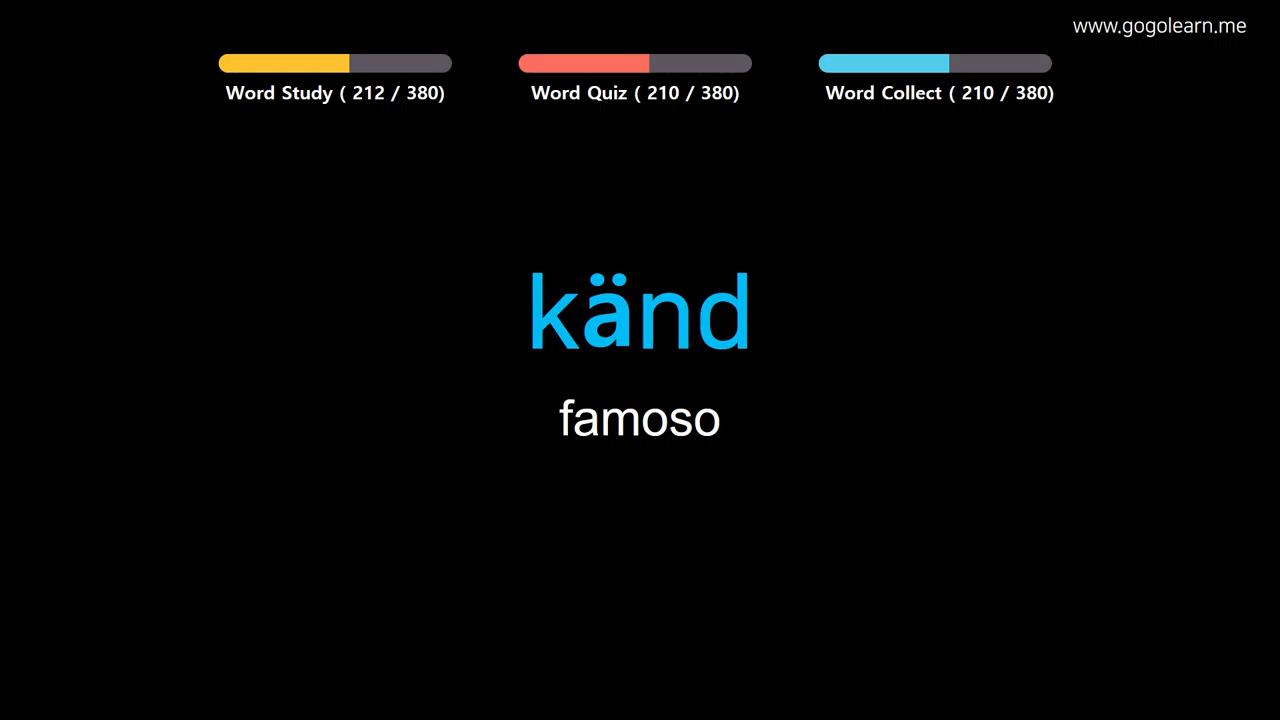 www.gogolearn.me
Word Study ( 212 / 380)
Word Quiz ( 210 / 380)
Word Collect ( 210 / 380)
känd
famoso